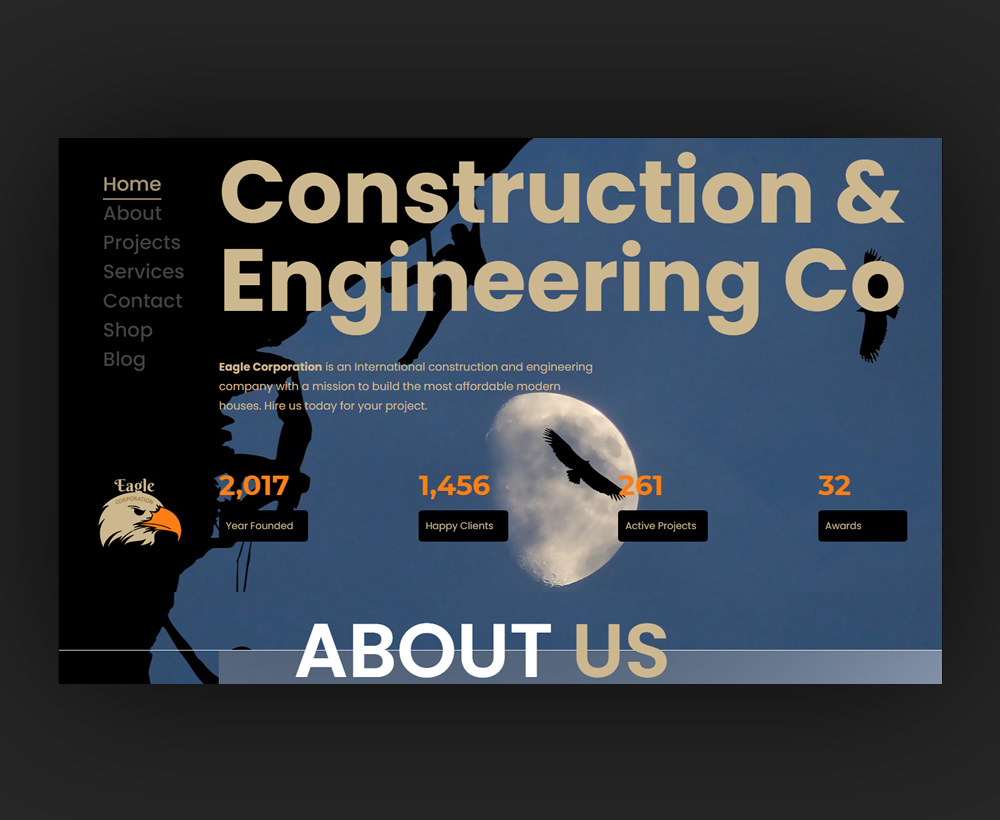 Home
About
Projects
Services
Contact
Shop
Blog
Construction &
Engineering Co
Eagle Corporation is an International construction and engineering
company with a mission to build the most affordable modern
houses. Hire us today for your project.
Eagle
CORPORATION
2,017
Year Founded
1,456
Happy Clients
261
Active Projects
32
Awards
ABOUT US